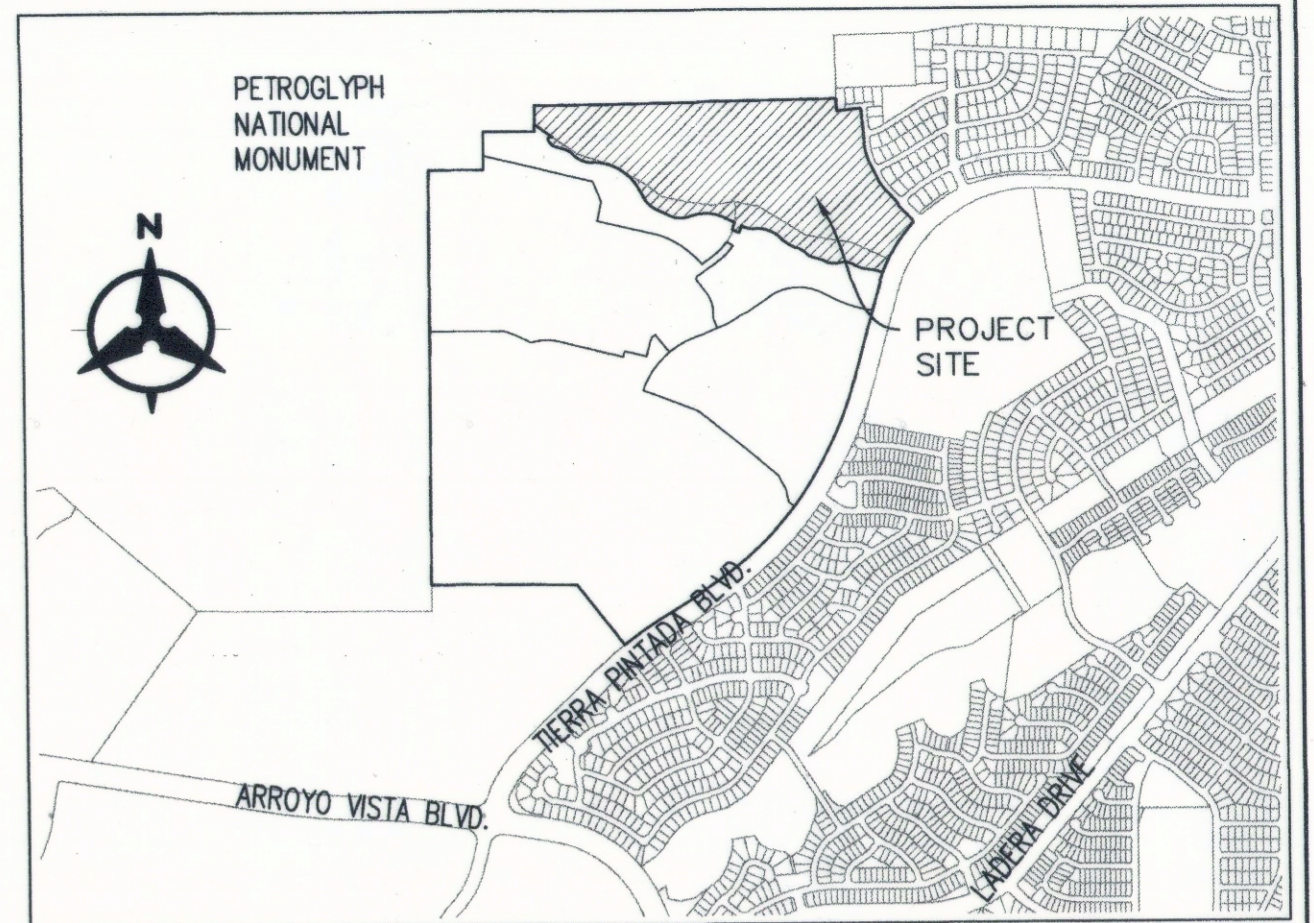 PETROGLYPH
NATIONAL
MONUMENT
N
PROJECT
SITE
TIERRA PINTADA BLVD.
ARROYO VISTA BLVD.
LADERA DRIVE